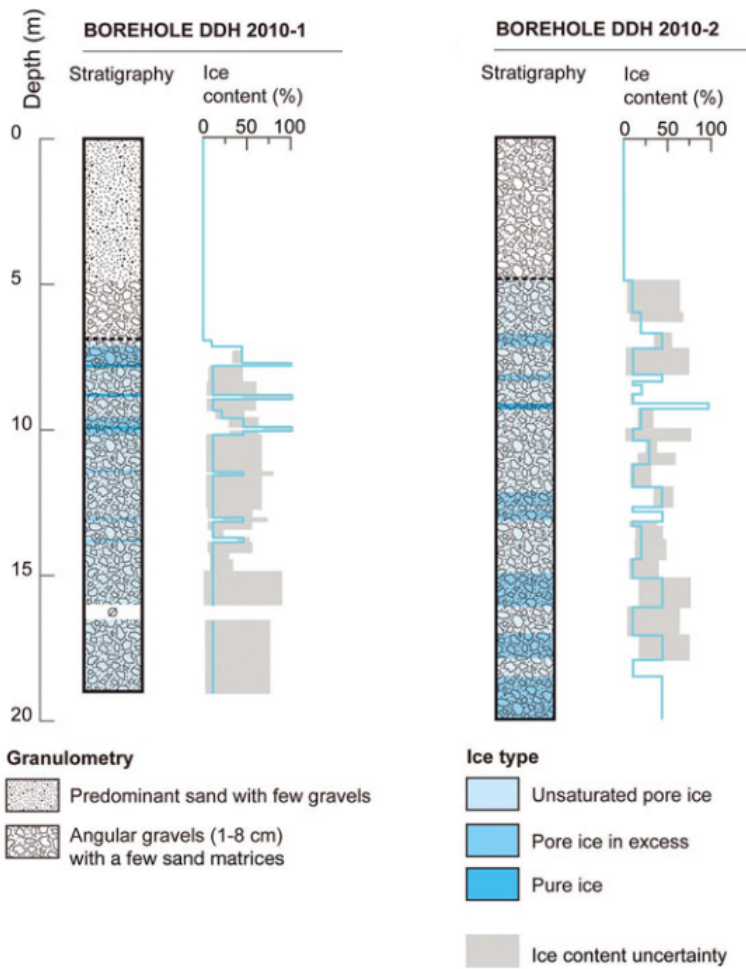 BOREHOLE DDH 2010-1
BOREHOLE DDH 2010-2
Depth (m)
Stratigraphy
Ice
content (%)
Stratigraphy
Ice
content (%)
0 50 100
0 50 100
0
5
10
15
∅
20
Granulometry
Predominant sand with few gravels
Angular gravels (1-8 cm)
with a few sand matrices
Ice type
Unsaturated pore ice
Pore ice in excess
Pure ice
Ice content uncertainty